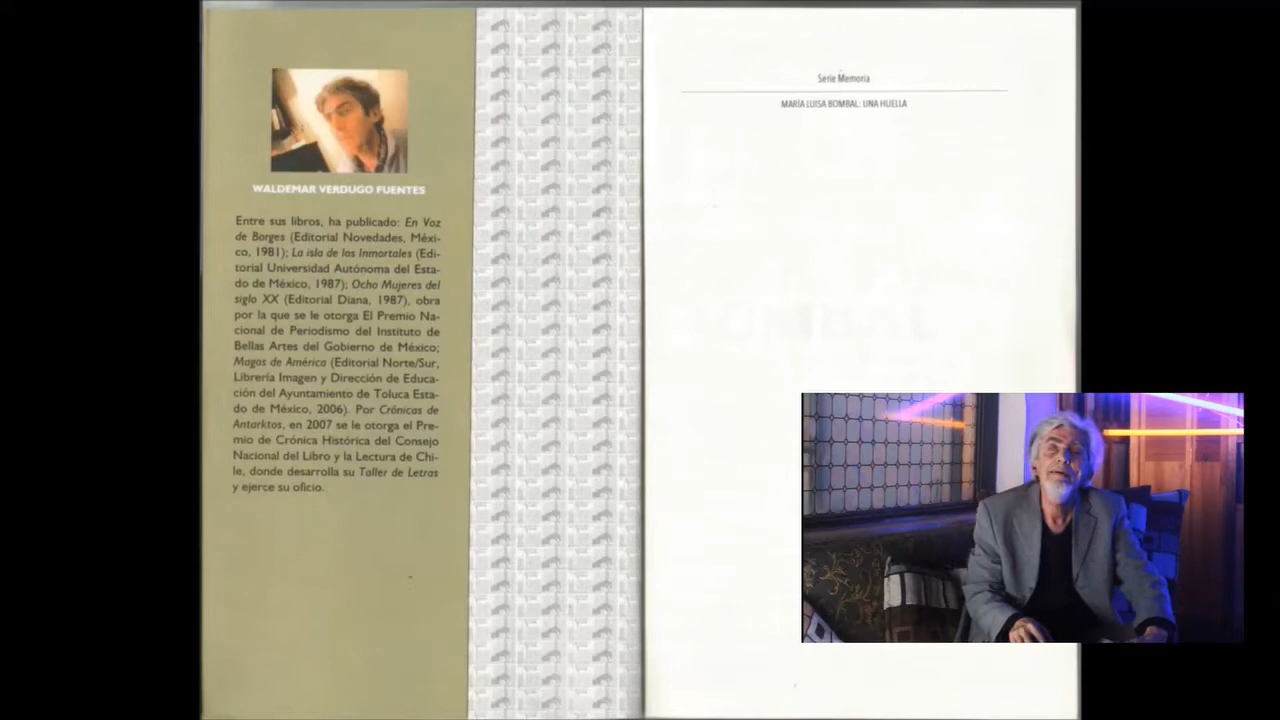 WALDEMAR VERDUGO FUENTES
Entre sus libros, ha publicado: En Voz
de Borges (Editorial Novedades, Méxi-
co, 1981); La isla de los Inmortales (Edi-
torial Universidad Autónoma del Esta-
do de México, 1987); Ocho Mujeres del
siglo XX (Editorial Diana, 1987), obra
por la que se le otorga El Premio Na-
cional de Periodismo del Instituto de
Bellas Artes del Gobierno de México;
Magos de América (Editorial Norte/Sur,
Librería Imagen y Dirección de Educa-
ción del Ayuntamiento de Toluca Esta-
do de México, 2006). Por Crónicas de
Antarktos, en 2007 se le otorga el Pre-
mio de Crónica Histórica del Consejo
Nacional del Libro y la Lectura de Chi-
le, donde desarrolla su Taller de Letras
y ejerce su oficio.
Serie Memoria
MARÍA LUISA BOMBAL: UNA HUELLA